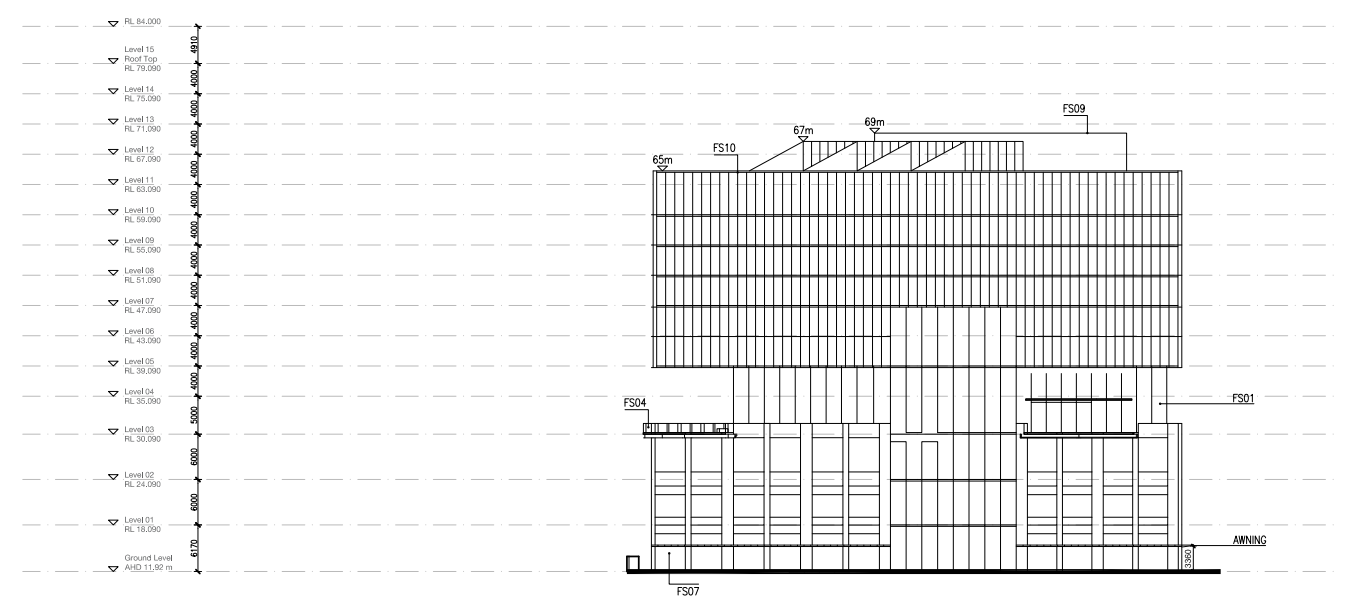 RL 84.000
4910
Level 15
Roof Top
RL 79.090
4000
Level 14
RL 75.090
4000
Level 13
RL 71.090
4000
Level 12
RL 67.090
4000
Level 11
RL 63.090
4000
Level 10
RL 59.090
4000
Level 09
RL 55.090
4000
Level 08
RL 51.090
4000
Level 07
RL 47.090
4000
Level 06
RL 43.090
4000
Level 05
RL 39.090
4000
Level 04
RL 35.090
5000
Level 03
RL 30.090
6000
Level 02
RL 24.090
6000
Level 01
RL 18.090
6170
Ground Level
AHD 11.92 m
FS09
69m
67m
FS10
65m
FS04
FS01
AWNING
3360
FS07